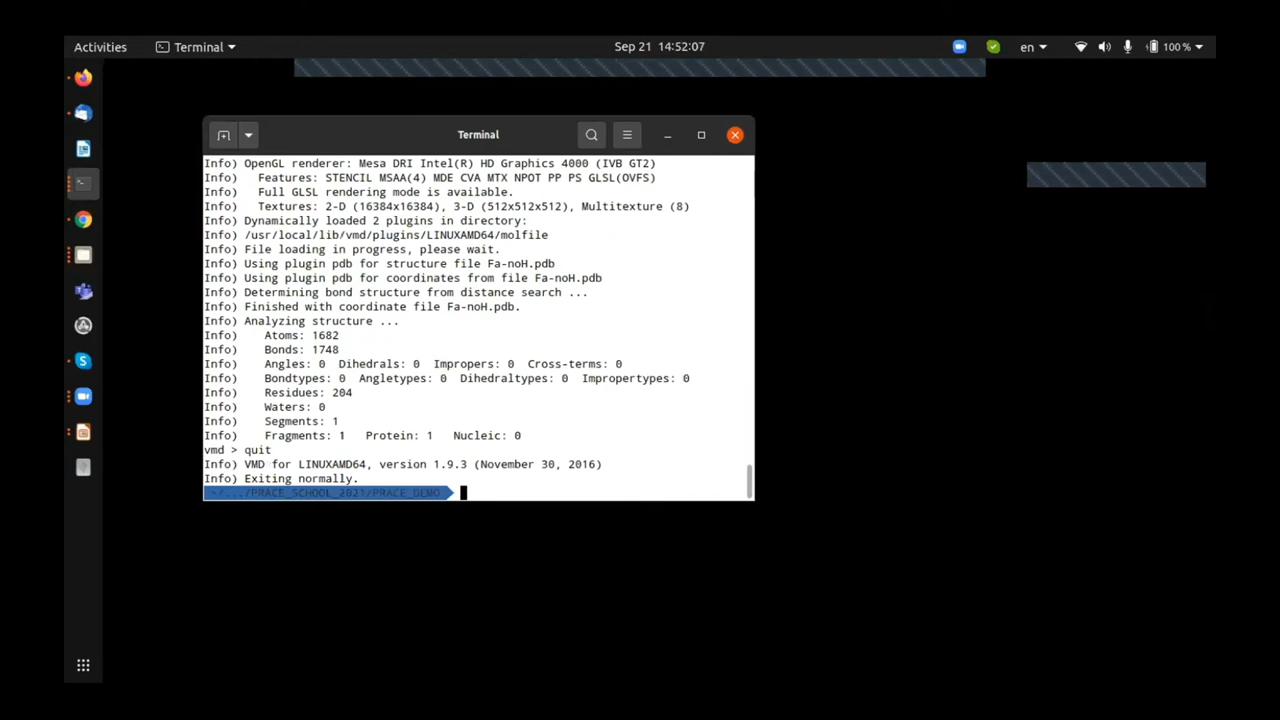 Activities
Terminal
Sep 21 14:52:07
en
100 %
Terminal
Info) OpenGL renderer: Mesa DRI Intel(R) HD Graphics 4000 (IVB GT2)
Info)   Features: STENCIL MSAA(4) MDE CVA MTX NPOT PP PS GLSL(OVFS)
Info)   Full GLSL rendering mode is available.
Info)   Textures: 2-D (16384x16384), 3-D (512x512x512), Multitexture (8)
Info) Dynamically loaded 2 plugins in directory:
Info) /usr/local/lib/vmd/plugins/LINUXAMD64/molfile
Info) File loading in progress, please wait.
Info) Using plugin pdb for structure file Fa-noH.pdb
Info) Using plugin pdb for coordinates from file Fa-noH.pdb
Info) Determining bond structure from distance search ...
Info) Finished with coordinate file Fa-noH.pdb.
Info) Analyzing structure ...
Info)    Atoms: 1682
Info)    Bonds: 1748
Info)    Angles: 0  Dihedrals: 0  Impropers: 0  Cross-terms: 0
Info)    Bondtypes: 0  Angletypes: 0  Dihedraltypes: 0  Impropertypes: 0
Info)    Residues: 204
Info)    Waters: 0
Info)    Segments: 1
Info)    Fragments: 1   Protein: 1   Nucleic: 0
vmd > quit
Info) VMD for LINUXAMD64, version 1.9.3 (November 30, 2016)
Info) Exiting normally.
~/.../PRACE_SCHOOL_2021/PRACE_DEMO